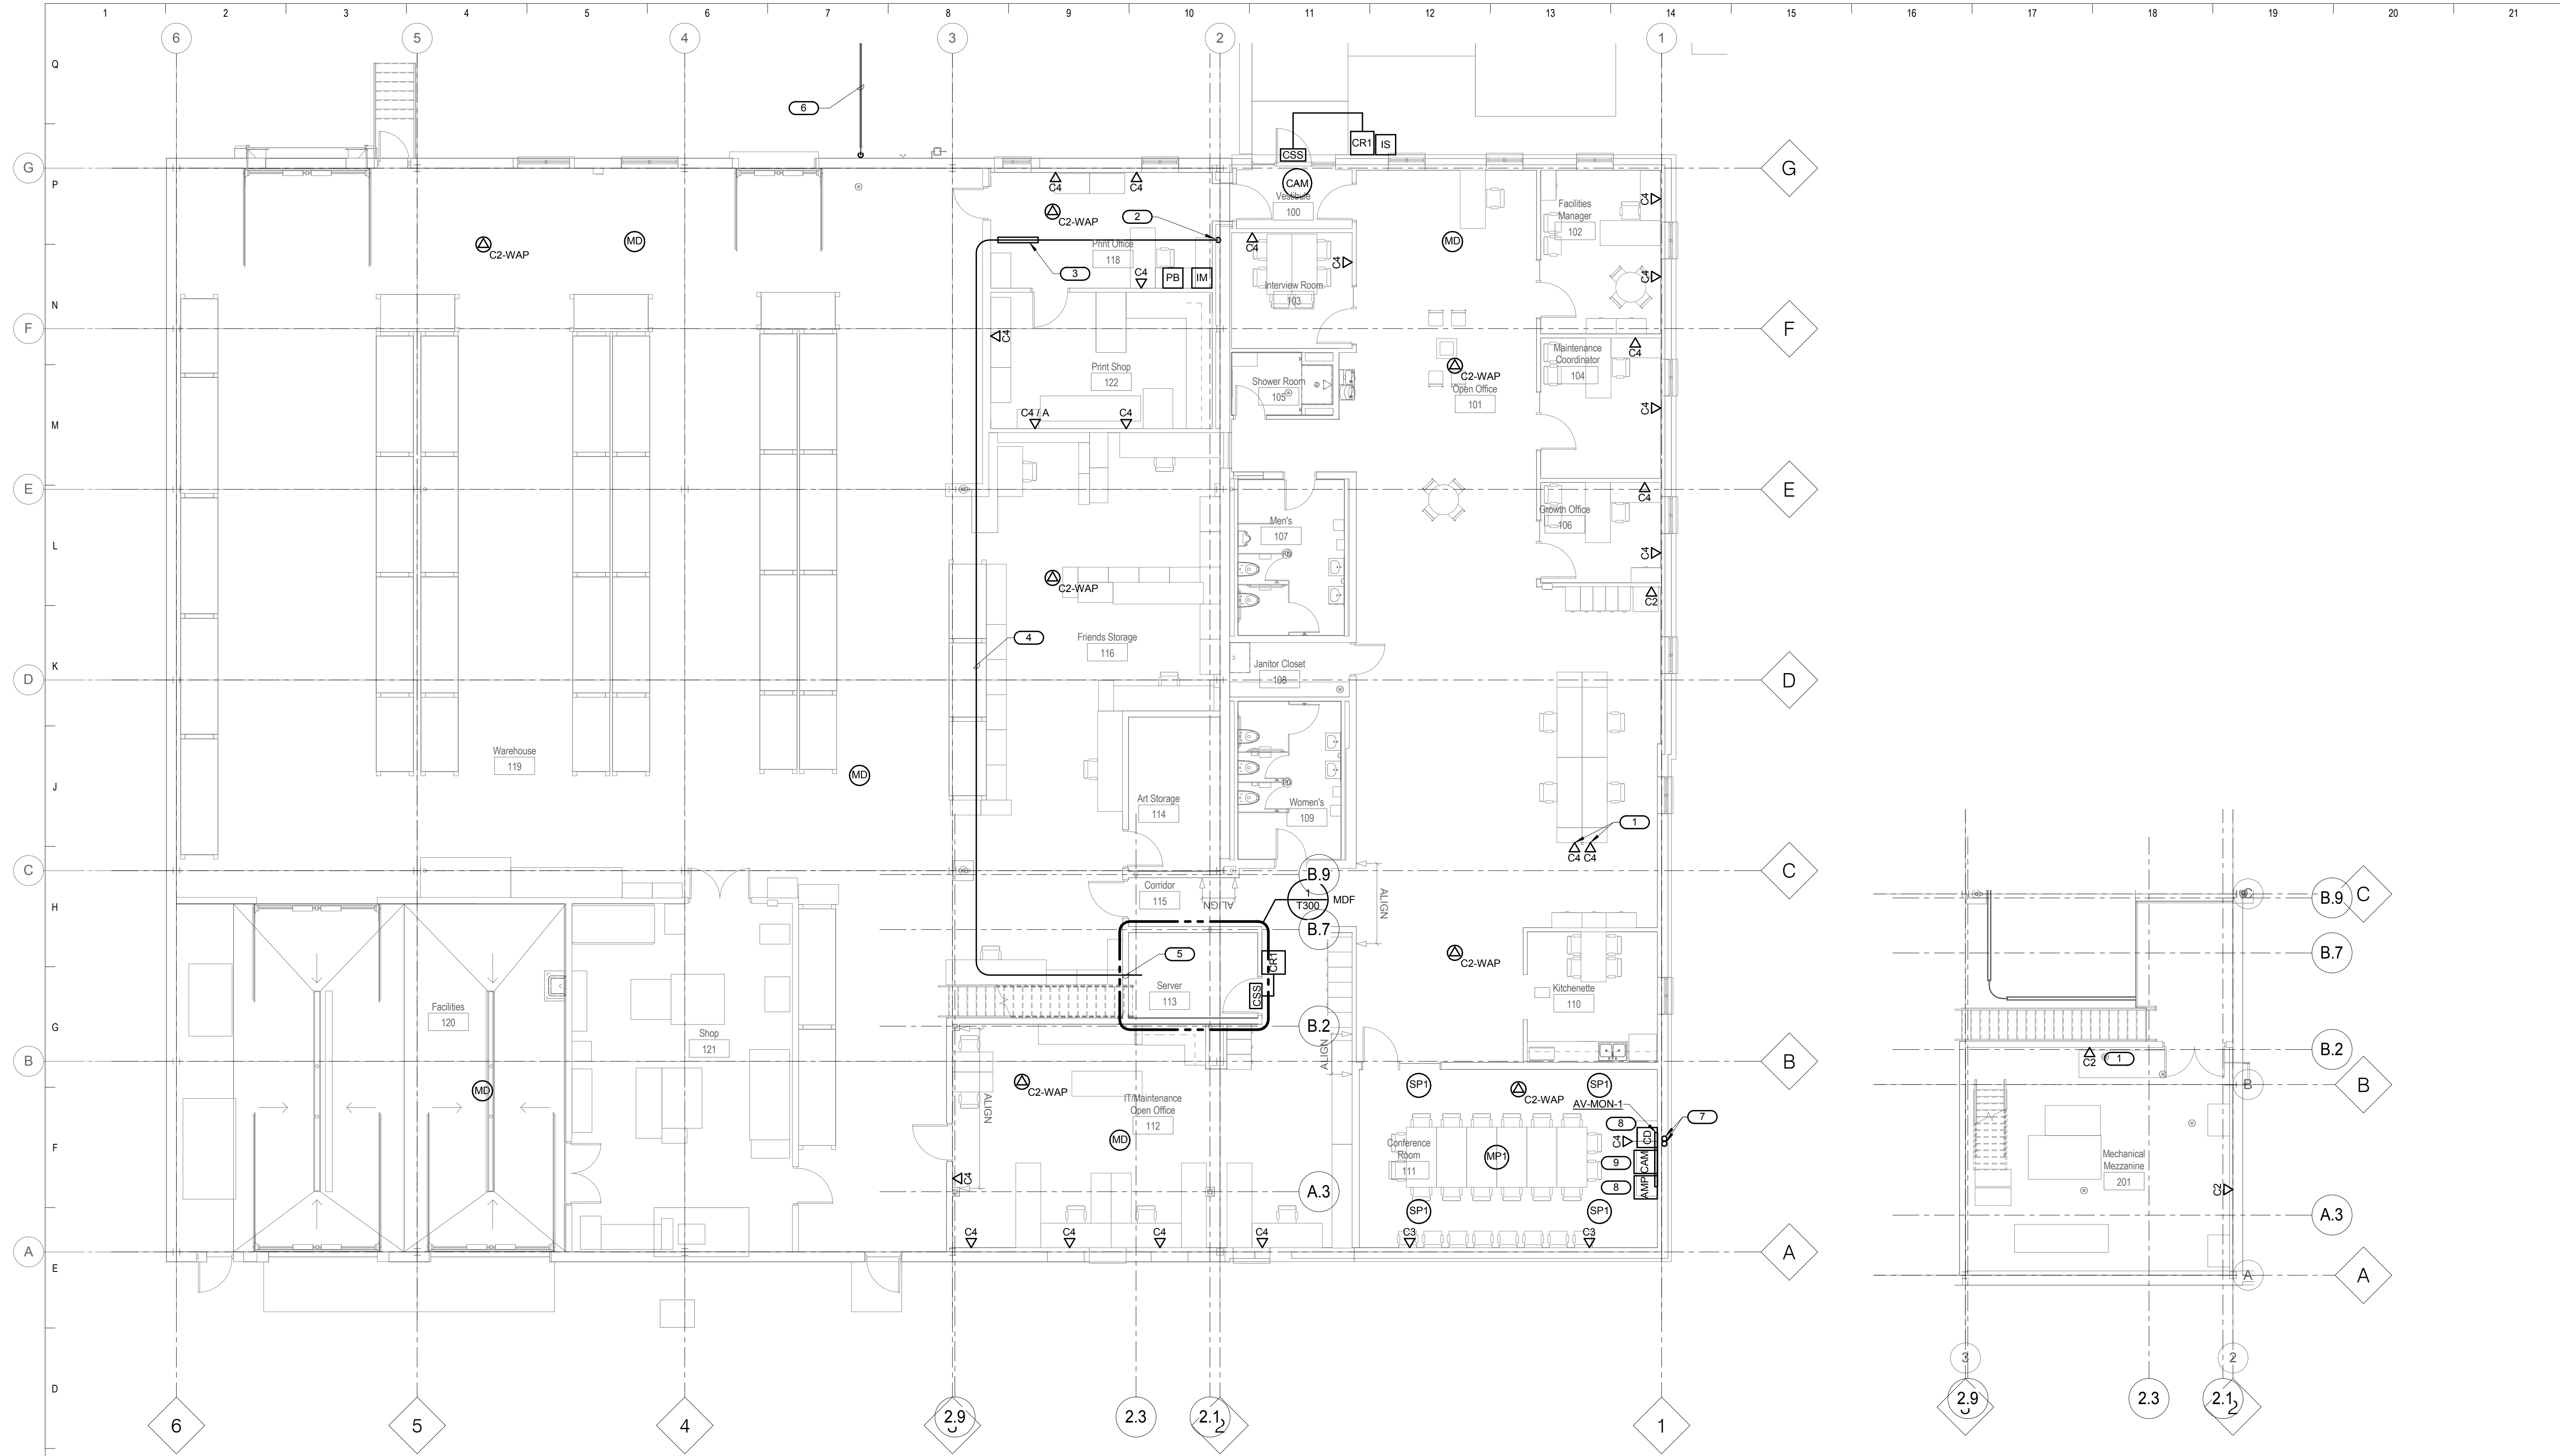 1 2 3 4 5 6 7 8 9 10 11 12 13 14 15 16 17 18 19 20 21
6 5 4 3 2 1
Q
6
CR1 IS
CSS
G G
P
CAM
Vestibule
100
C4 C4
C2-WAP
2
C4
Facilities
Manager
102
MD
C2-WAP
MD
C4
C4
Print Office
118
3
C4
PB IM
C4
N
Interview Room
103
F F
C4
Print Shop
122
Shower Room
105
C2-WAP
Open Office
101
Maintenance
Coordinator
104
C4
C4
M
C4 / A C4
E E
C4
Growth Office
106
Men's
107
L
C4
C2-WAP
C2
4
Friends Storage
116
K
Janitor Closet
108
D D
Warehouse
119
MD
J
Art Storage
114
Women's
109
1
C4 C4
C C
B.9
Corridor
115
ALIGN
1
T300
MDF
ALIGN
H
B.7
5
CR1
C2-WAP
Server
113
CSS
Kitchenette
110
Facilities
120
G
B.2
Shop
121
ALIGN
B B
MD
C2-WAP
ALIGN
IT/Maintenance
Open Office
112
MD
SP1 SP1
C2-WAP
AV-MON-1
7
8
C4
CD
Conference
Room
111
MP1
9
CAM
8
AMP
F
C4
A.3
SP1 SP1
C4 C4 C4 C4
C3 C3
A A
E
D
6 5 4 2.9 3 2.3 2.1 2 1
C B.9 C
B.7
B.2
C2
1
B B
Mechanical
Mezzanine
201
C2
A.3
A A
3 2
2.9 3 2.3 2.1 2